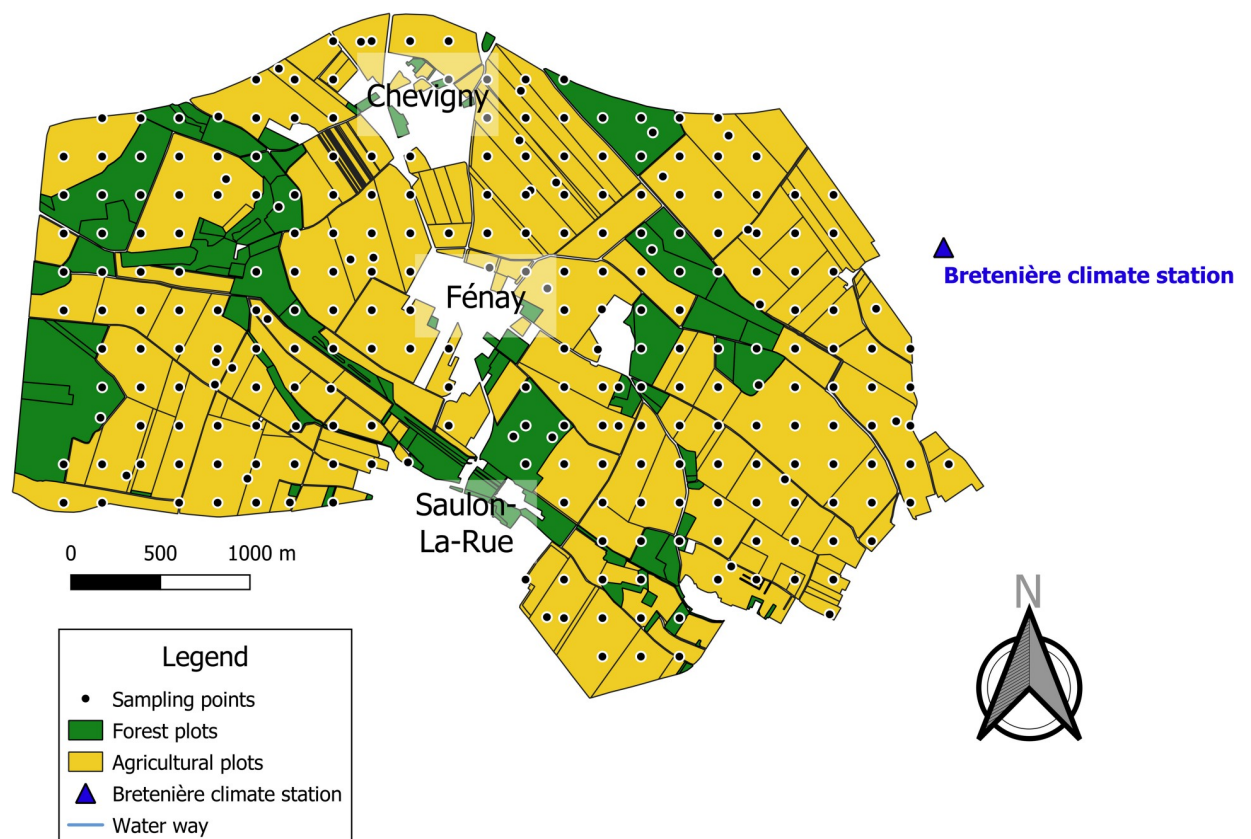 Chevigny
Bretenière climate station
Fénay
Saulon-
La-Rue
0 500 1000 m
N
Legend
Sampling points
Forest plots
Agricultural plots
Bretenière climate station
Water way